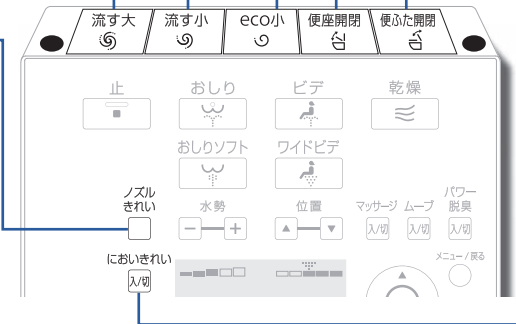 流す大 流す小 eco小 便座開閉 便ふた開閉
止 おしり ビデ 乾燥
おしりソフト ワイドビデ
ノズル
きれい
水勢 位置 マッサージ ムーブ パワー
脱臭
− + ▲ ▼ 入/切 入/切 入/切
においきれい
入/切
メニュー/戻る